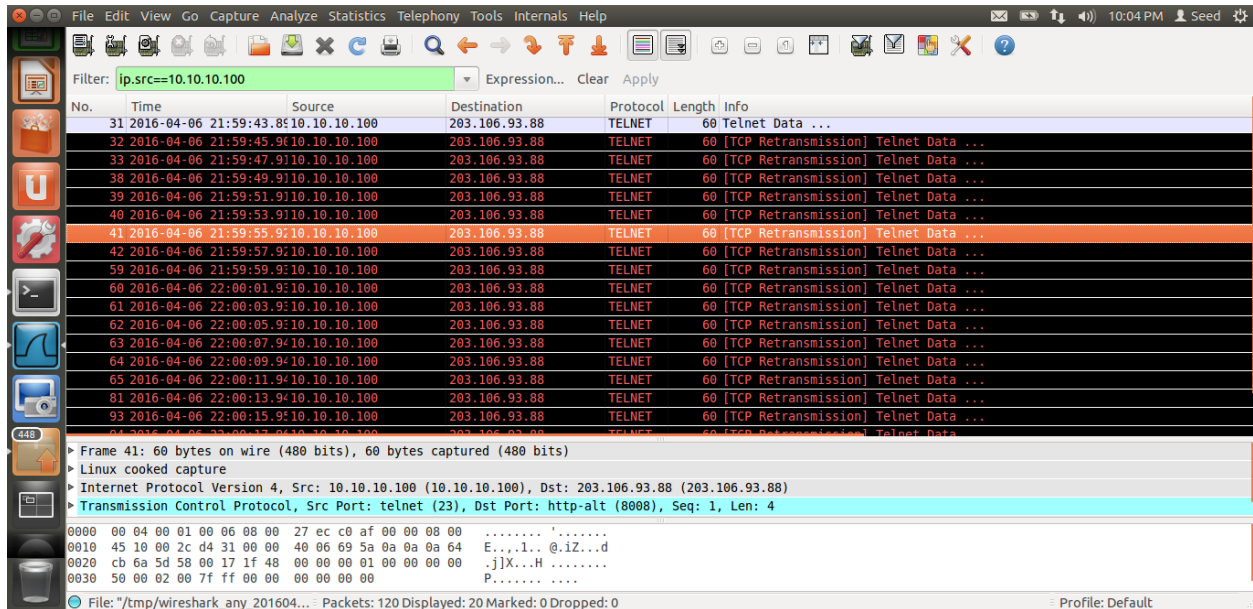 File Edit View Go Capture Analyze Statistics Telephony Tools Internals Help 10:04 PM Seed
Filter: ip.src==10.10.10.100 Expression... Clear Apply
No. Time Source Destination Protocol Length Info
31 2016-04-06 21:59:43.89 10.10.10.100 203.106.93.88 TELNET 60 Telnet Data ...
32 2016-04-06 21:59:45.90 10.10.10.100 203.106.93.88 TELNET 60 [TCP Retransmission] Telnet Data ...
33 2016-04-06 21:59:47.91 10.10.10.100 203.106.93.88 TELNET 60 [TCP Retransmission] Telnet Data ...
38 2016-04-06 21:59:49.91 10.10.10.100 203.106.93.88 TELNET 60 [TCP Retransmission] Telnet Data ...
39 2016-04-06 21:59:51.91 10.10.10.100 203.106.93.88 TELNET 60 [TCP Retransmission] Telnet Data ...
40 2016-04-06 21:59:53.91 10.10.10.100 203.106.93.88 TELNET 60 [TCP Retransmission] Telnet Data ...
41 2016-04-06 21:59:55.92 10.10.10.100 203.106.93.88 TELNET 60 [TCP Retransmission] Telnet Data ...
42 2016-04-06 21:59:57.92 10.10.10.100 203.106.93.88 TELNET 60 [TCP Retransmission] Telnet Data ...
59 2016-04-06 21:59:59.93 10.10.10.100 203.106.93.88 TELNET 60 [TCP Retransmission] Telnet Data ...
60 2016-04-06 22:00:01.93 10.10.10.100 203.106.93.88 TELNET 60 [TCP Retransmission] Telnet Data ...
61 2016-04-06 22:00:03.93 10.10.10.100 203.106.93.88 TELNET 60 [TCP Retransmission] Telnet Data ...
62 2016-04-06 22:00:05.93 10.10.10.100 203.106.93.88 TELNET 60 [TCP Retransmission] Telnet Data ...
63 2016-04-06 22:00:07.94 10.10.10.100 203.106.93.88 TELNET 60 [TCP Retransmission] Telnet Data ...
64 2016-04-06 22:00:09.94 10.10.10.100 203.106.93.88 TELNET 60 [TCP Retransmission] Telnet Data ...
65 2016-04-06 22:00:11.94 10.10.10.100 203.106.93.88 TELNET 60 [TCP Retransmission] Telnet Data ...
81 2016-04-06 22:00:13.94 10.10.10.100 203.106.93.88 TELNET 60 [TCP Retransmission] Telnet Data ...
93 2016-04-06 22:00:15.95 10.10.10.100 203.106.93.88 TELNET 60 [TCP Retransmission] Telnet Data ...
448
Frame 41: 60 bytes on wire (480 bits), 60 bytes captured (480 bits)
Linux cooked capture
Internet Protocol Version 4, Src: 10.10.10.100 (10.10.10.100), Dst: 203.106.93.88 (203.106.93.88)
Transmission Control Protocol, Src Port: telnet (23), Dst Port: http-alt (8008), Seq: 1, Len: 4
0000 00 04 00 01 00 06 08 00 27 ec c0 af 00 00 08 00 ........ '.......
0010 45 10 00 2c d4 31 00 00 40 06 69 5a 0a 0a 0a 64 E..,.1.. @.iZ...d
0020 cb 6a 5d 58 00 17 1f 48 00 00 00 01 00 00 00 00 .j]X...H ........
0030 50 00 02 00 7f ff 00 00 00 00 00 00 P....... ....
File: "/tmp/wireshark_any_201604... Packets: 120 Displayed: 20 Marked: 0 Dropped: 0 Profile: Default